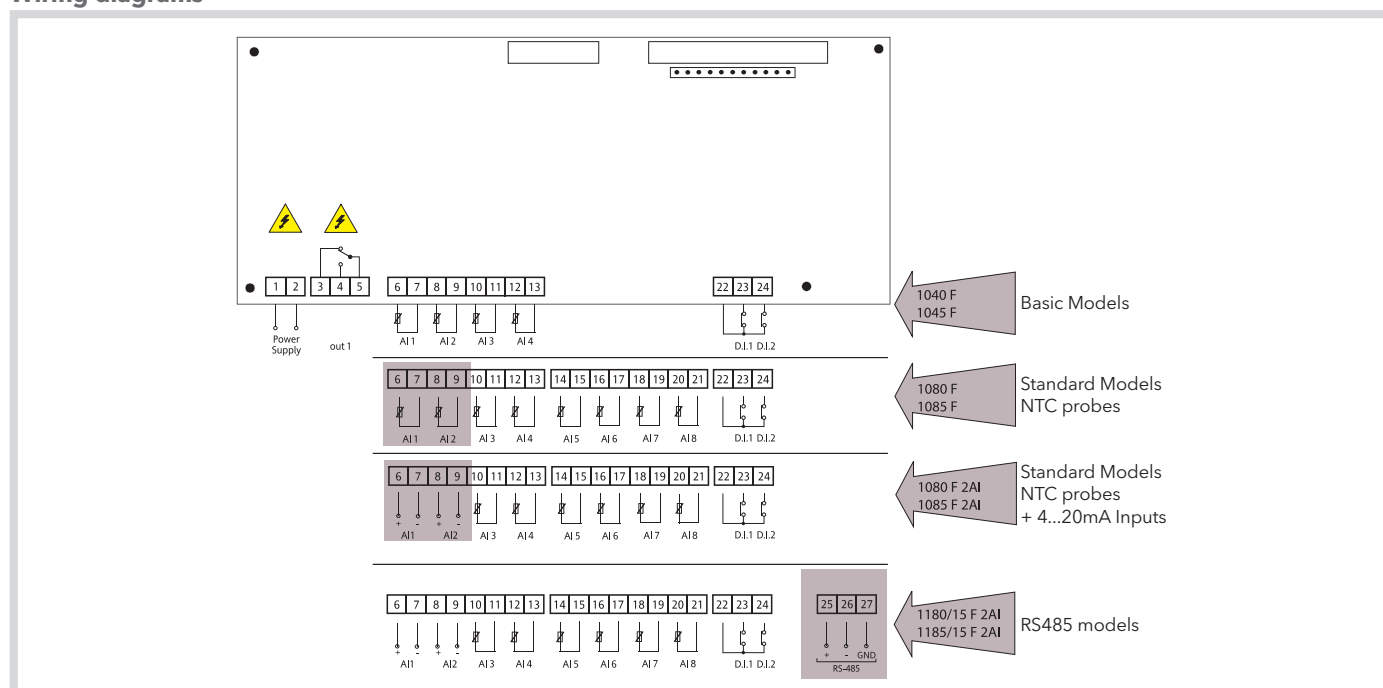 Wiring diagrams
1 2 3 4 5 6 7 8 9 10 11 12 13 22 23 24
Power
Supply
out 1
AI 1 AI 2 AI 3 AI 4
D.I.1 D.I.2
1040 F
1045 F
Basic Models
6 7 8 9 10 11 12 13 14 15 16 17 18 19 20 21 22 23 24
AI 1 AI 2 AI 3 AI 4 AI 5 AI 6 AI 7 AI 8 D.I.1 D.I.2
1080 F
1085 F
Standard Models
NTC probes
6 7 8 9 10 11 12 13 14 15 16 17 18 19 20 21 22 23 24
+ - + -
AI1 AI2 AI 3 AI 4 AI 5 AI 6 AI 7 AI 8 D.I.1 D.I.2
1080 F 2AI
1085 F 2AI
Standard Models
NTC probes
+ 4...20mA Inputs
6 7 8 9 10 11 12 13 14 15 16 17 18 19 20 21 22 23 24 25 26 27
+ - + -
AI1 AI2 AI 3 AI 4 AI 5 AI 6 AI 7 AI 8 D.I.1 D.I.2
+ - GND
RS-485
1180/15 F 2AI
1185/15 F 2AI
RS485 models